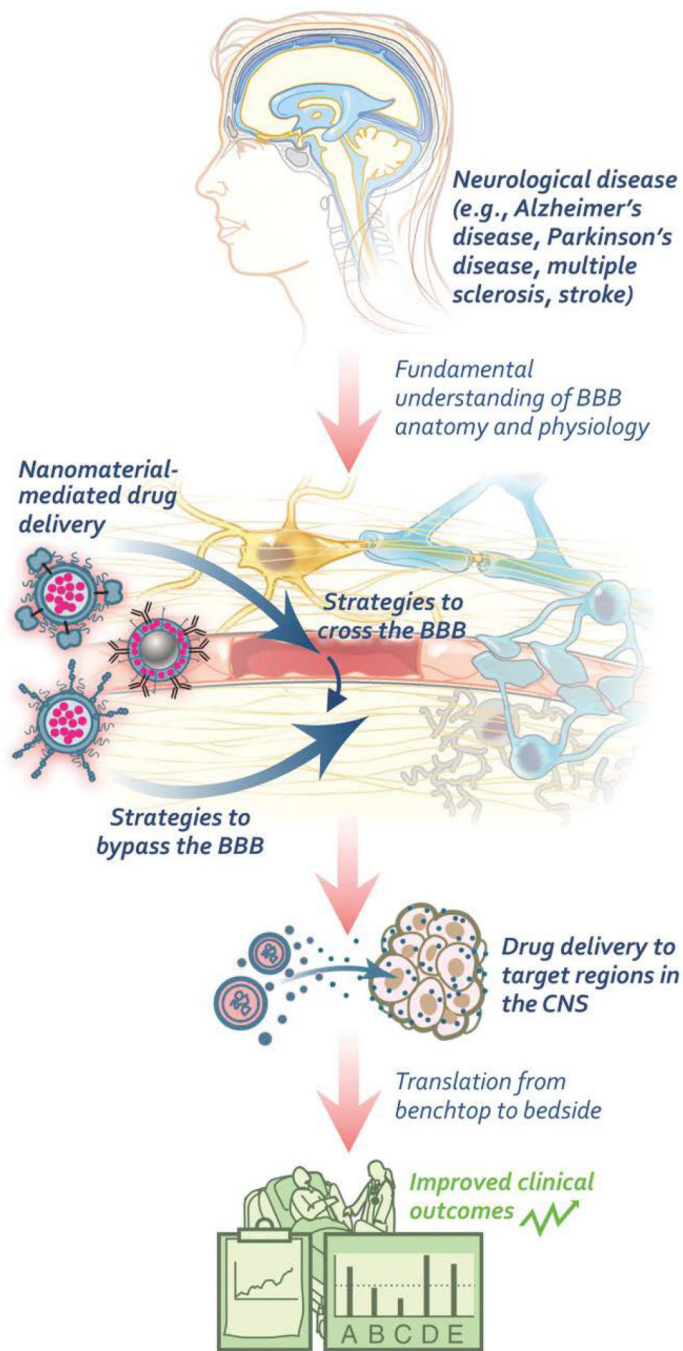 Neurological disease
(e.g., Alzheimer's
disease, Parkinson's
disease, multiple
sclerosis, stroke)
Fundamental
understanding of BBB
anatomy and physiology
Nanomaterial-
mediated drug
delivery
Strategies to
cross the BBB
Strategies to
bypass the BBB
Drug delivery to
target regions in
the CNS
Translation from
benchtop to bedside
Improved clinical
outcomes
A B C D E